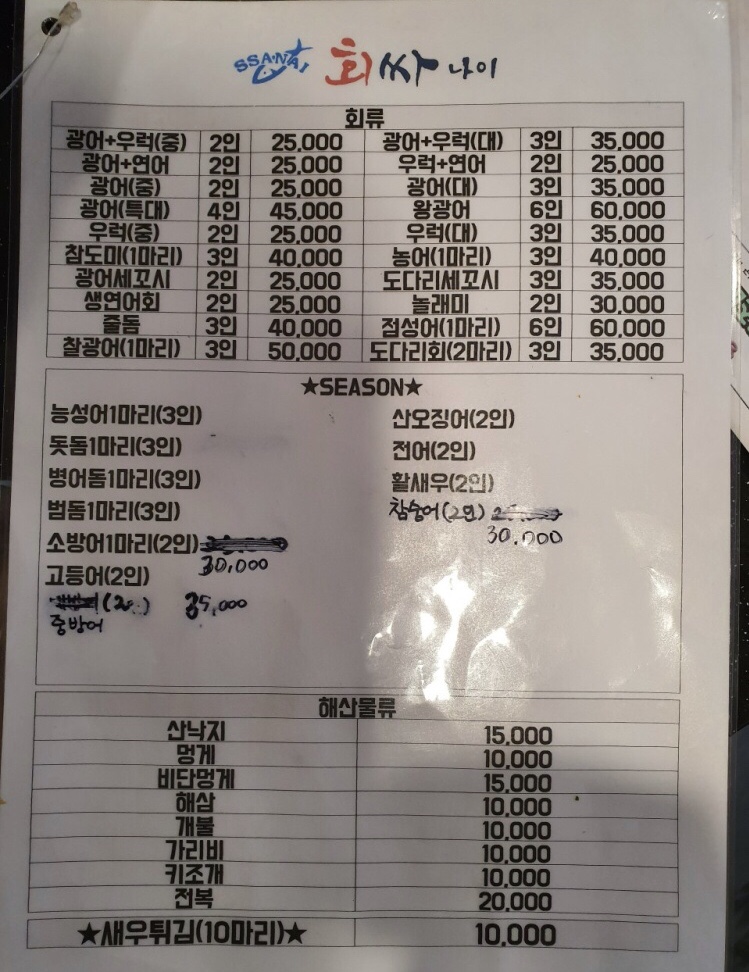 SSANAI 회 싸나이
회류
광어+우럭(중) 2인 25,000 광어+우럭(대) 3인 35,000
광어+연어 2인 25,000 우럭+연어 2인 25,000
광어(중) 2인 25,000 광어(대) 3인 35,000
광어(특대) 4인 45,000 왕광어 6인 60,000
우럭(중) 2인 25,000 우럭(대) 3인 35,000
참도미(1마리) 3인 40,000 농어(1마리) 3인 40,000
광어세꼬시 2인 25,000 도다리세꼬시 3인 35,000
생연어회 2인 25,000 놀래미 2인 30,000
줄돔 3인 40,000 점성어(1마리) 6인 60,000
찰광어(1마리) 3인 50,000 도다리회(2마리) 3인 35,000
★SEASON★
능성어1마리(3인) 산오징어(2인)
돗돔1마리(3인) 전어(2인)
병어돔1마리(3인) 활새우(2인)
범돔1마리(3인) 참숭어(2인)
소방어1마리(2인) 30,000
30,000
고등어(2인)
35,000
중방어
해산물류
산낙지 15,000
멍게 10,000
비단멍게 15,000
해삼 10,000
개불 10,000
가리비 10,000
키조개 10,000
전복 20,000
★새우튀김(10마리)★ 10,000